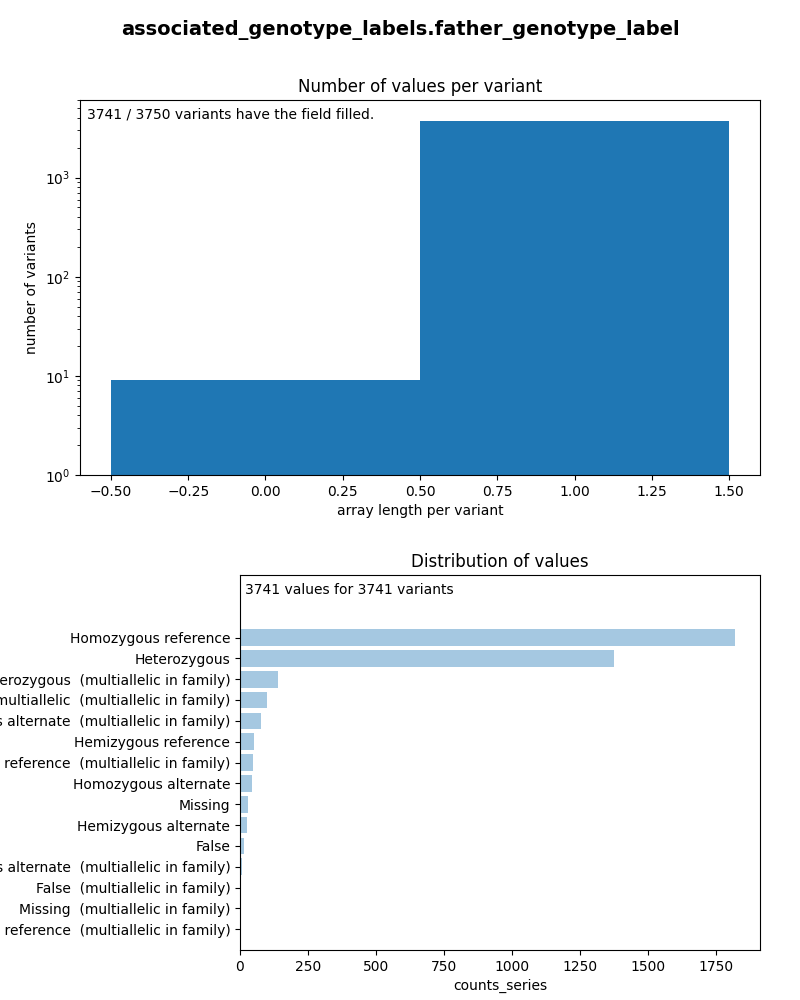 associated_genotype_labels.father_genotype_label
Number of values per variant
3741 / 3750 variants have the field filled.
number of variants
10³
10²
10¹
10⁰
−0.50 −0.25 0.00 0.25 0.50 0.75 1.00 1.25 1.50
array length per variant
Distribution of values
3741 values for 3741 variants
Homozygous reference
Heterozygous
erozygous  (multiallelic in family)
multiallelic  (multiallelic in family)
s alternate  (multiallelic in family)
Hemizygous reference
reference  (multiallelic in family)
Homozygous alternate
Missing
Hemizygous alternate
False
s alternate  (multiallelic in family)
False  (multiallelic in family)
Missing  (multiallelic in family)
reference  (multiallelic in family)
0 250 500 750 1000 1250 1500 1750
counts_series